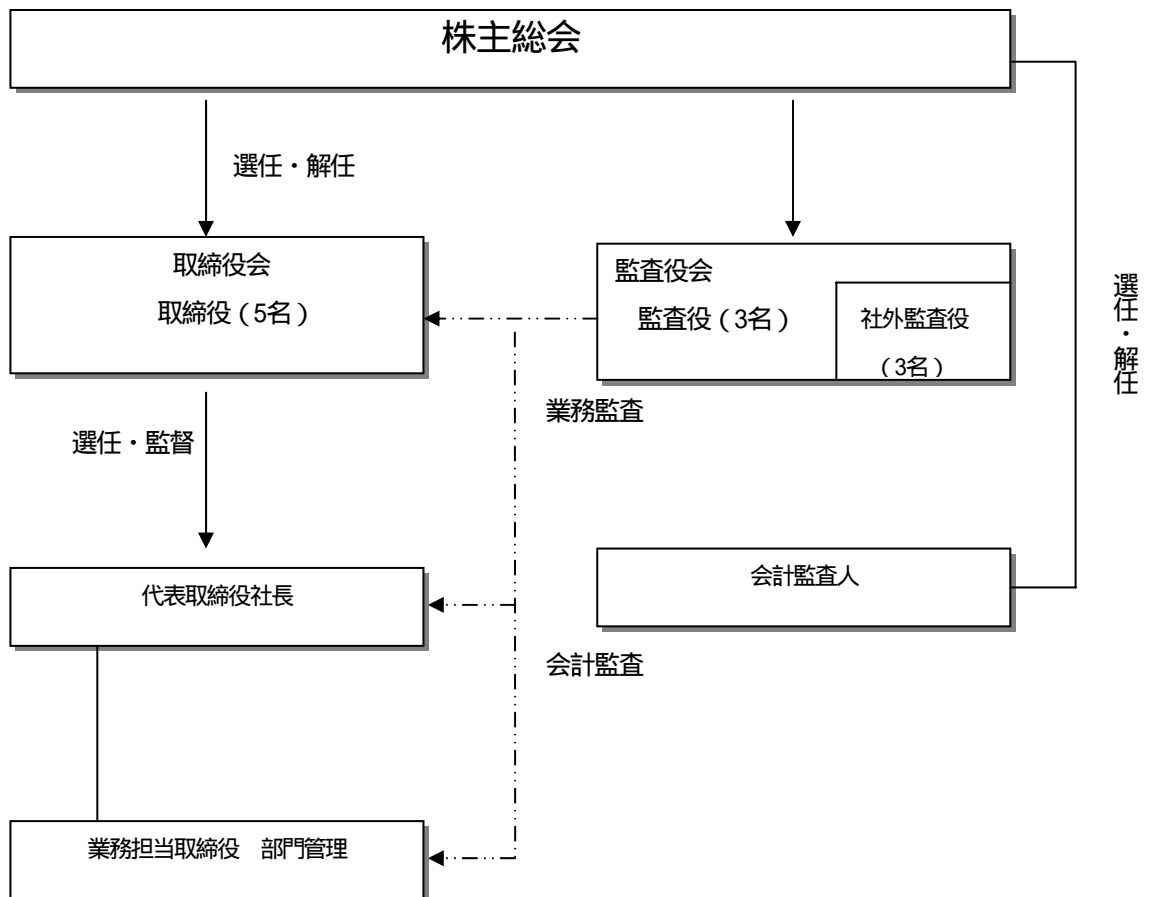 株主総会
選任・解任
取締役会
取締役（5名）
監査役会
監査役（3名）
社外監査役
（3名）
選任・解任
業務監査
選任・監督
会計監査人
代表取締役社長
会計監査
業務担当取締役　部門管理